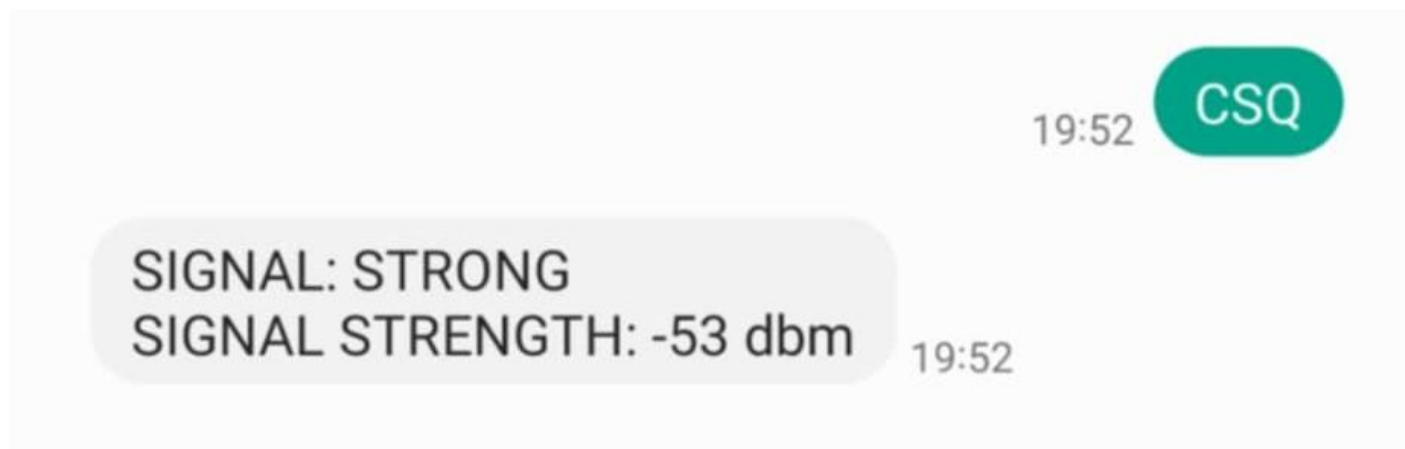 CSQ
19:52
SIGNAL: STRONG
SIGNAL STRENGTH: -53 dbm
19:52